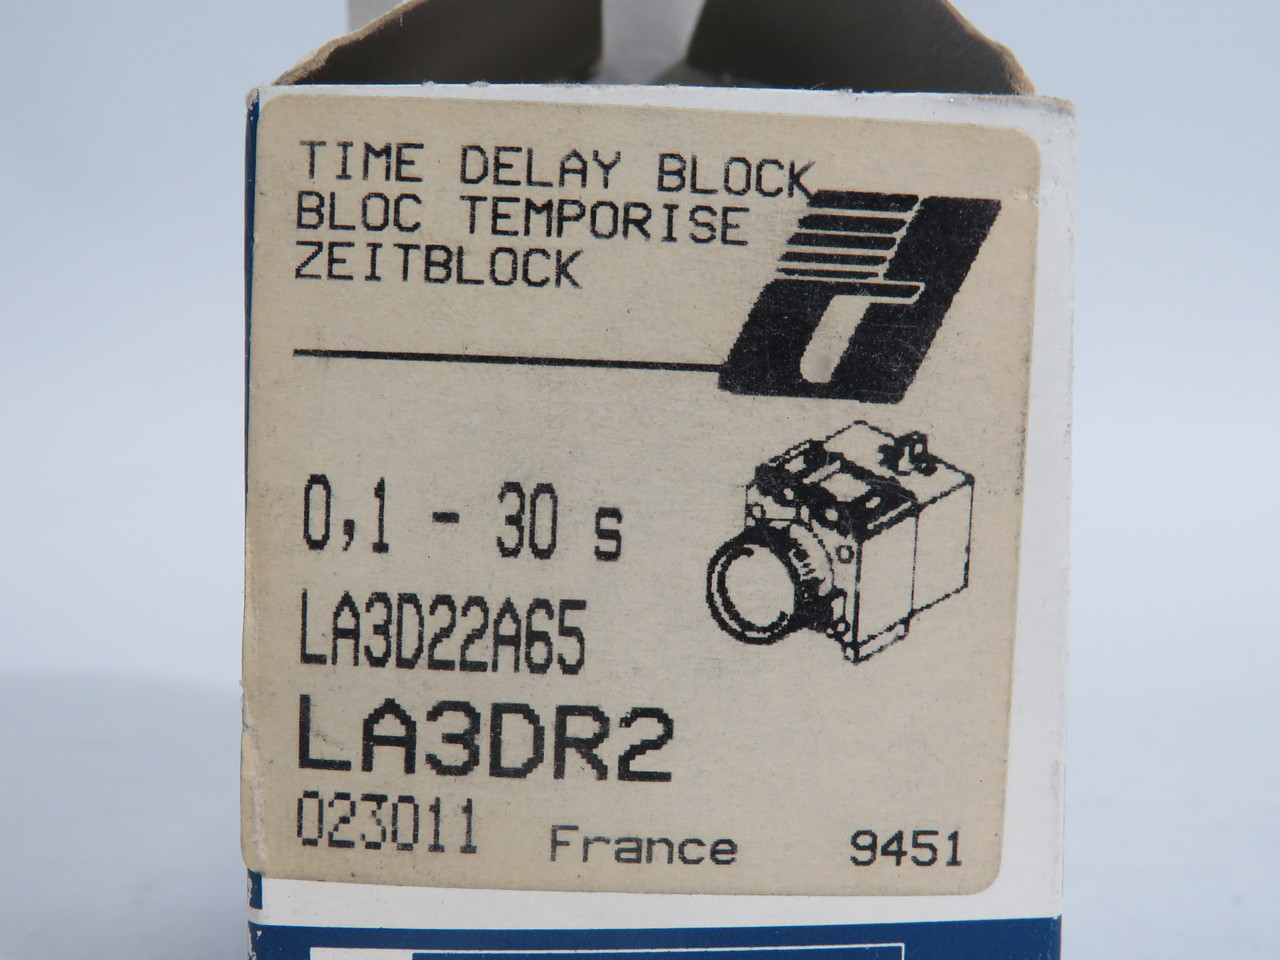 TIME DELAY BLOCK
BLOC TEMPORISE
ZEITBLOCK
0,1 - 30 s
LA3D22A65
LA3DR2
023011 France 9451